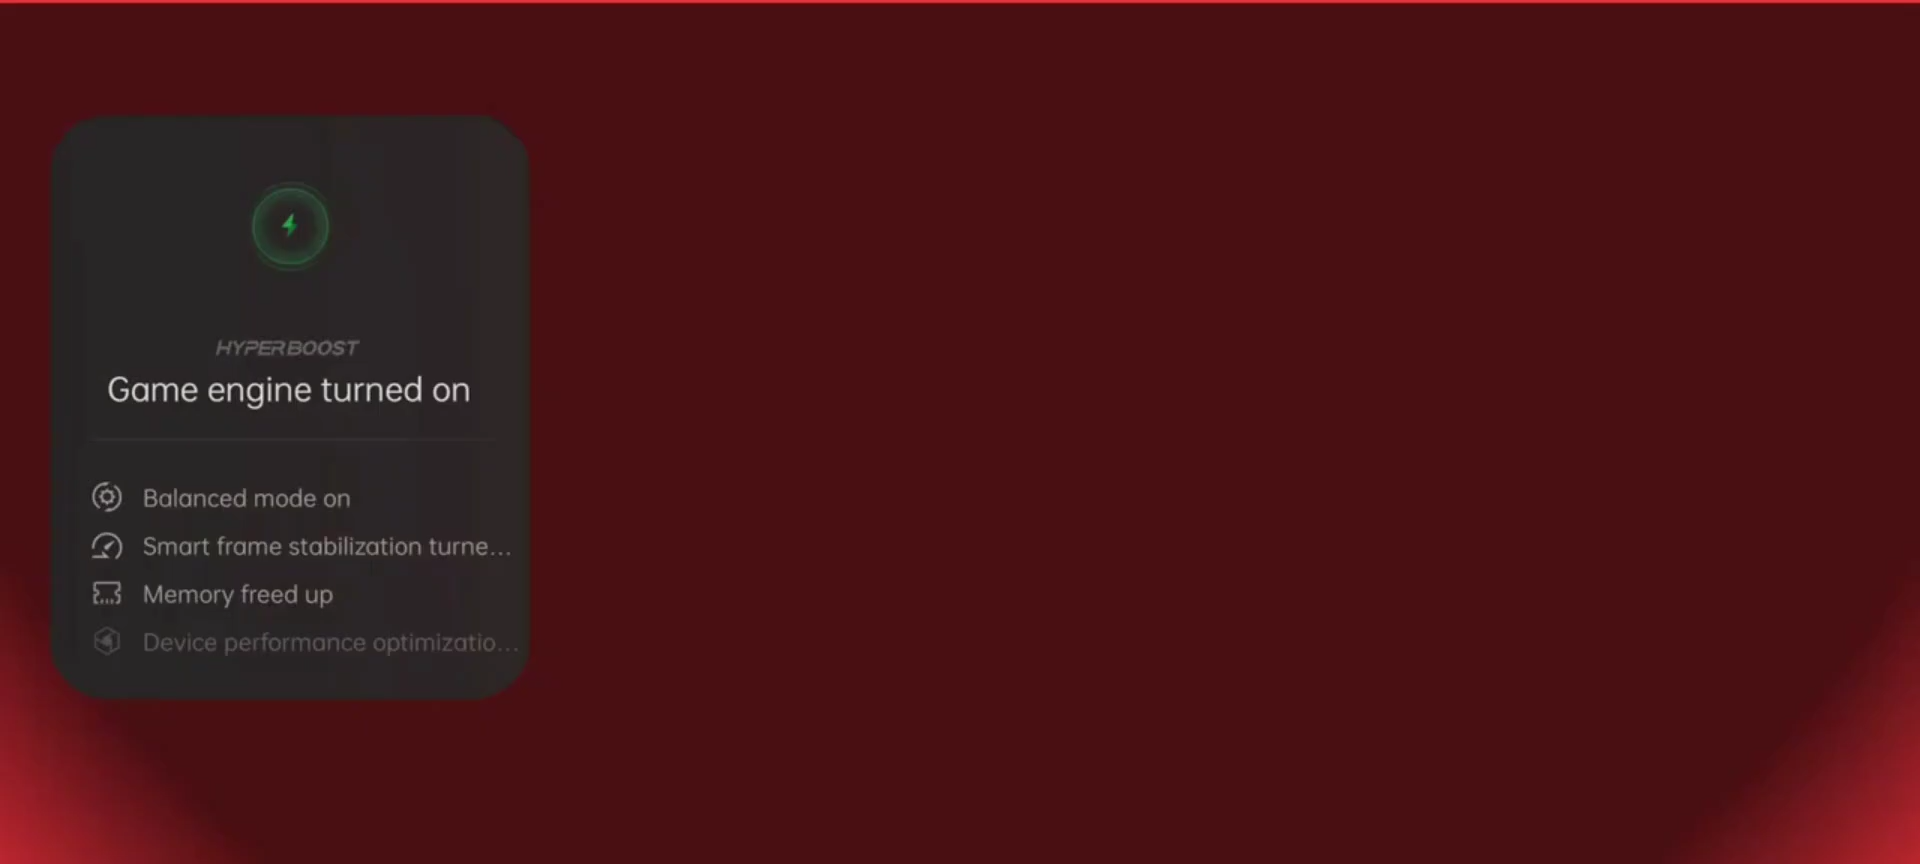 HYPERBOOST
Game engine turned on
Balanced mode on
Smart frame stabilization turne...
Memory freed up
Device performance optimizatio...